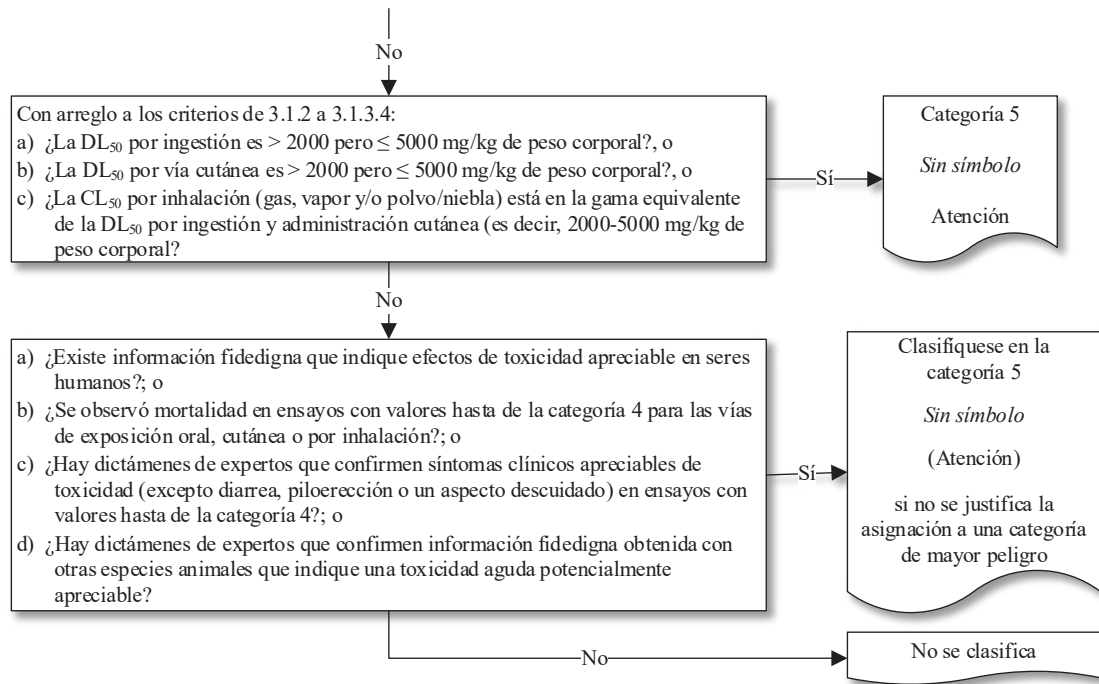 No
Con arreglo a los criterios de 3.1.2 a 3.1.3.4:
a) ¿La DL50 por ingestión es > 2000 pero ≤ 5000 mg/kg de peso corporal?, o
b) ¿La DL50 por vía cutánea es > 2000 pero ≤ 5000 mg/kg de peso corporal?, o
c) ¿La CL50 por inhalación (gas, vapor y/o polvo/niebla) está en la gama equivalente
de la DL50 por ingestión y administración cutánea (es decir, 2000-5000 mg/kg de
peso corporal?
Sí
Categoría 5
Sin símbolo
Atención
No
a) ¿Existe información fidedigna que indique efectos de toxicidad apreciable en seres
humanos?; o
b) ¿Se observó mortalidad en ensayos con valores hasta de la categoría 4 para las vías
de exposición oral, cutánea o por inhalación?; o
c) ¿Hay dictámenes de expertos que confirmen síntomas clínicos apreciables de
toxicidad (excepto diarrea, piloerección o un aspecto descuidado) en ensayos con
valores hasta de la categoría 4?; o
d) ¿Hay dictámenes de expertos que confirmen información fidedigna obtenida con
otras especies animales que indique una toxicidad aguda potencialmente
apreciable?
Sí
Clasifíquese en la
categoría 5
Sin símbolo
(Atención)
si no se justifica la
asignación a una categoría
de mayor peligro
No
No se clasifica